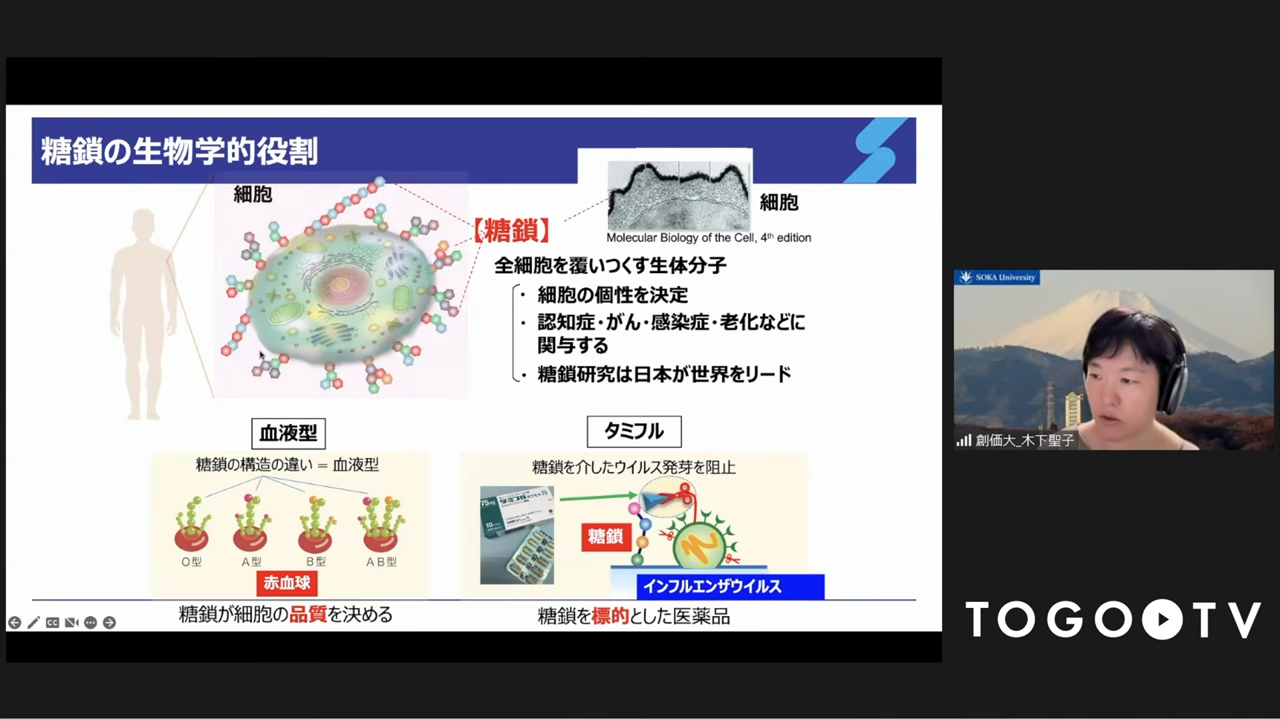 糖鎖の生物学的役割
細胞
【糖鎖】
細胞
Molecular Biology of the Cell, 4th edition
全細胞を覆いつくす生体分子
・ 細胞の個性を決定
・ 認知症・がん・感染症・老化などに
関与する
・ 糖鎖研究は日本が世界をリード
血液型
糖鎖の構造の違い = 血液型
O型
A型
B型
AB型
赤血球
糖鎖が細胞の品質を決める
タミフル
糖鎖を介したウイルス発芽を阻止
糖鎖
インフルエンザウイルス
糖鎖を標的とした医薬品
SOKA University
創価大_木下聖子
TOGO TV